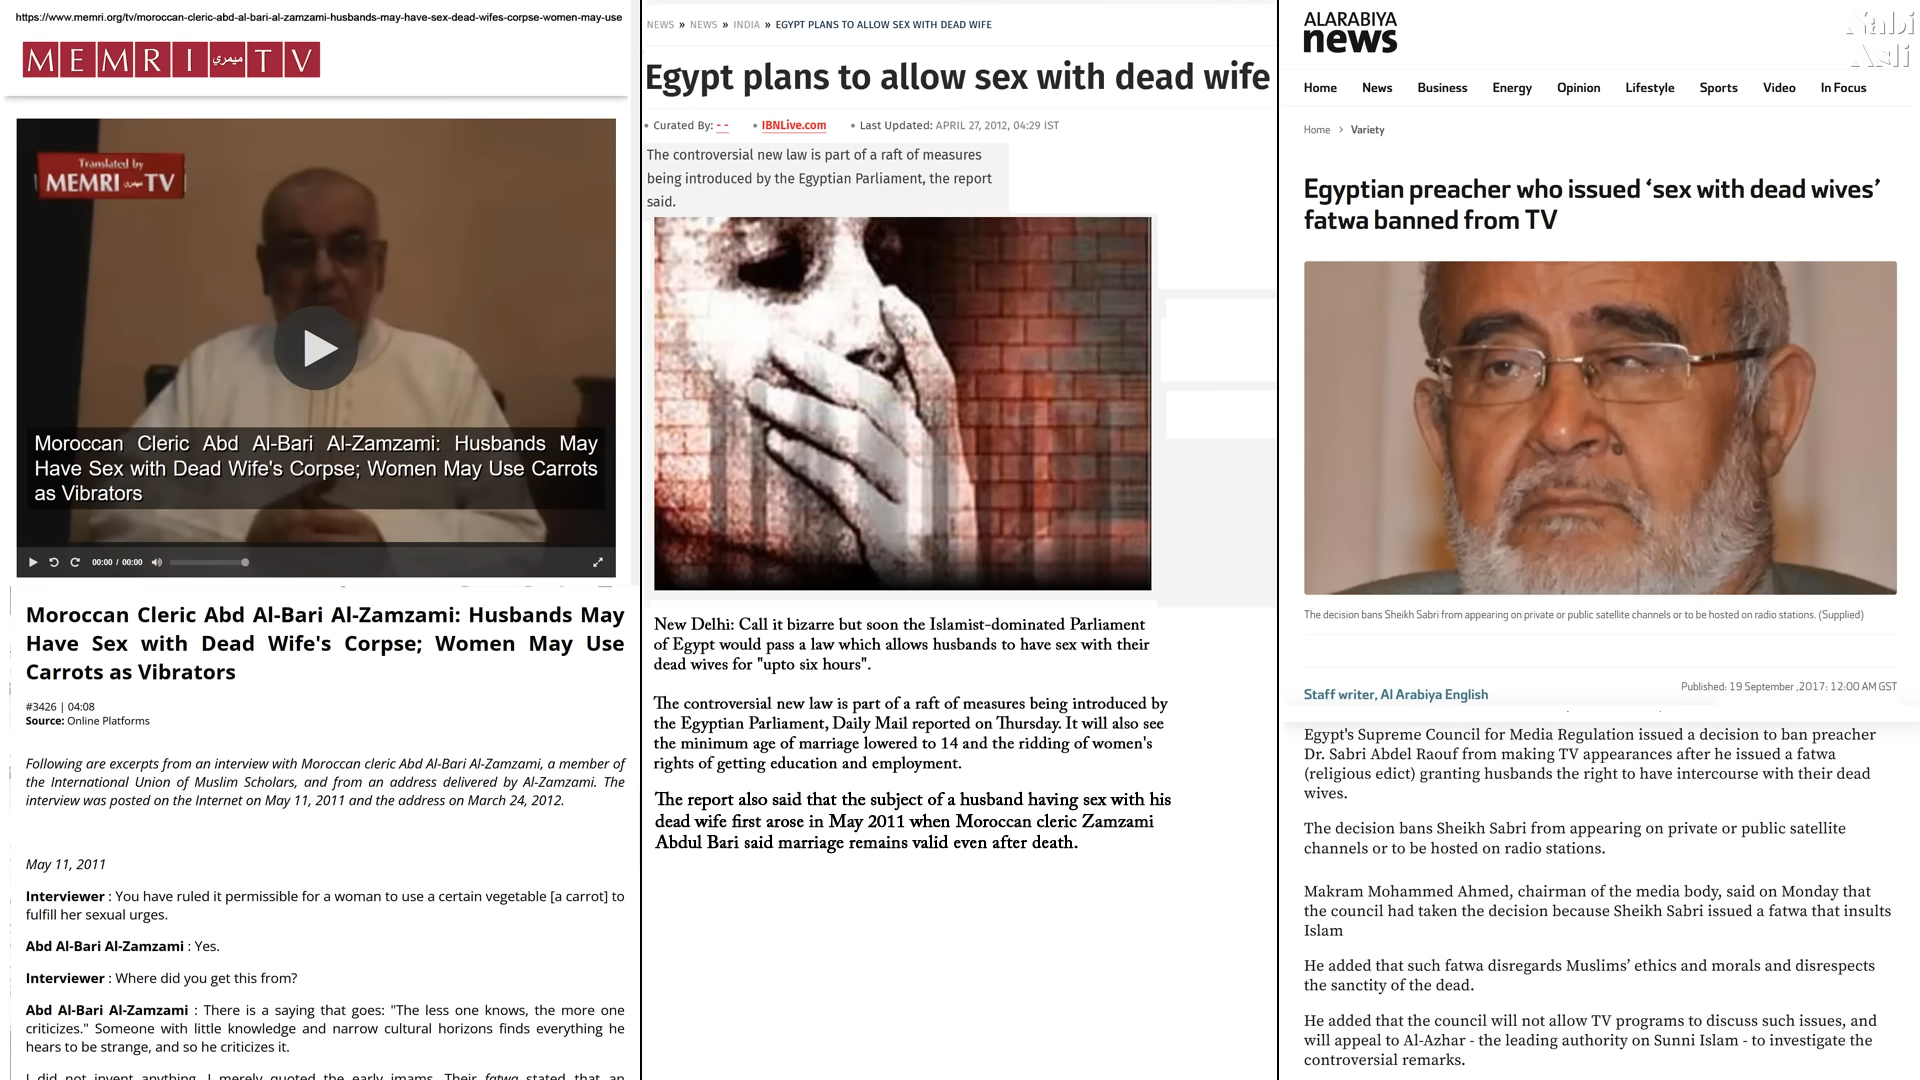 https://www.memri.org/tv/moroccan-cleric-abd-al-bari-al-zamzami-husbands-may-have-sex-dead-wifes-corpse-women-may-use
MEMRI ميمري TV
Translated by
MEMRI TV
Moroccan Cleric Abd Al-Bari Al-Zamzami: Husbands May
Have Sex with Dead Wife's Corpse; Women May Use Carrots
as Vibrators
00:00 / 00:00
Moroccan Cleric Abd Al-Bari Al-Zamzami: Husbands May
Have Sex with Dead Wife's Corpse; Women May Use
Carrots as Vibrators
#3426 | 04:08
Source: Online Platforms
Following are excerpts from an interview with Moroccan cleric Abd Al-Bari Al-Zamzami, a member of
the International Union of Muslim Scholars, and from an address delivered by Al-Zamzami. The
interview was posted on the Internet on May 11, 2011 and the address on March 24, 2012.
May 11, 2011
Interviewer : You have ruled it permissible for a woman to use a certain vegetable [a carrot] to
fulfill her sexual urges.
Abd Al-Bari Al-Zamzami : Yes.
Interviewer : Where did you get this from?
Abd Al-Bari Al-Zamzami : There is a saying that goes: "The less one knows, the more one
criticizes." Someone with little knowledge and narrow cultural horizons finds everything he
hears to be strange, and so he criticizes it.
I did not invent anything. I merely quoted the early imams. Their fatwa stated that an
NEWS » NEWS » INDIA » EGYPT PLANS TO ALLOW SEX WITH DEAD WIFE
Egypt plans to allow sex with dead wife
• Curated By: - - • IBNLive.com • Last Updated: APRIL 27, 2012, 04:29 IST
The controversial new law is part of a raft of measures
being introduced by the Egyptian Parliament, the report
said.
New Delhi: Call it bizarre but soon the Islamist-dominated Parliament
of Egypt would pass a law which allows husbands to have sex with their
dead wives for "upto six hours".
The controversial new law is part of a raft of measures being introduced by
the Egyptian Parliament, Daily Mail reported on Thursday. It will also see
the minimum age of marriage lowered to 14 and the ridding of women's
rights of getting education and employment.
The report also said that the subject of a husband having sex with his
dead wife first arose in May 2011 when Moroccan cleric Zamzami
Abdul Bari said marriage remains valid even after death.
ALARABIYA
news
Nabi
Asli
Home News Business Energy Opinion Lifestyle Sports Video In Focus
Home > Variety
Egyptian preacher who issued ‘sex with dead wives’
fatwa banned from TV
The decision bans Sheikh Sabri from appearing on private or public satellite channels or to be hosted on radio stations. (Supplied)
Staff writer, Al Arabiya English
Published: 19 September ,2017: 12:00 AM GST
Egypt's Supreme Council for Media Regulation issued a decision to ban preacher
Dr. Sabri Abdel Raouf from making TV appearances after he issued a fatwa
(religious edict) granting husbands the right to have intercourse with their dead
wives.
The decision bans Sheikh Sabri from appearing on private or public satellite
channels or to be hosted on radio stations.
Makram Mohammed Ahmed, chairman of the media body, said on Monday that
the council had taken the decision because Sheikh Sabri issued a fatwa that insults
Islam
He added that such fatwa disregards Muslims’ ethics and morals and disrespects
the sanctity of the dead.
He added that the council will not allow TV programs to discuss such issues, and
will appeal to Al-Azhar - the leading authority on Sunni Islam - to investigate the
controversial remarks.